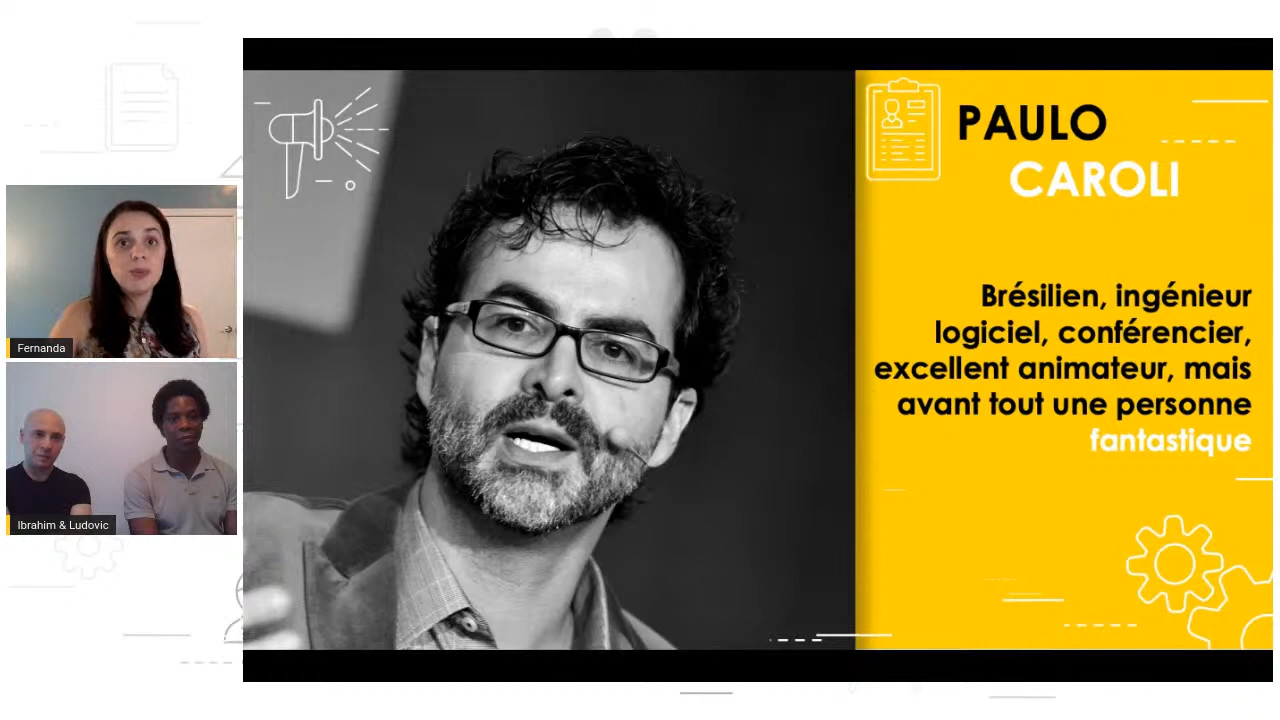 PAULO
CAROLI
Brésilien, ingénieur
logiciel, conférencier,
excellent animateur, mais
avant tout une personne
fantastique
Fernanda
Ibrahim & Ludovic